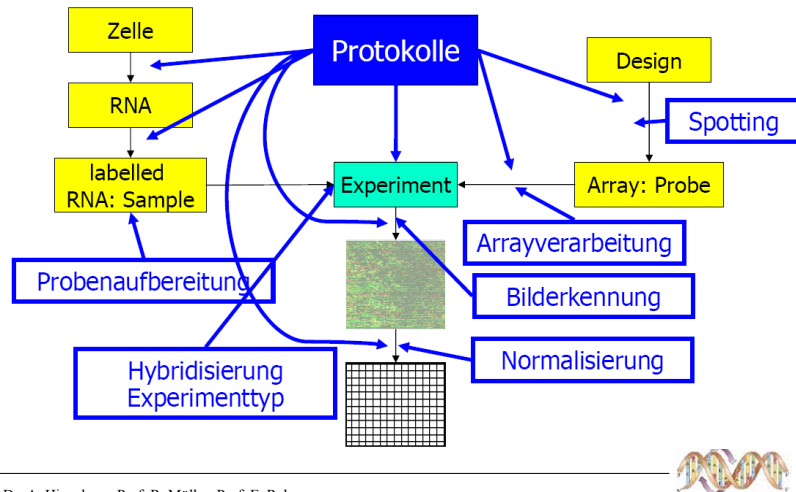 Zelle
Protokolle
Design
RNA
Spotting
labelled
RNA: Sample
Experiment
Array: Probe
Arrayverarbeitung
Probenaufbereitung
Bilderkennung
Hybridisierung
Experimenttyp
Normalisierung